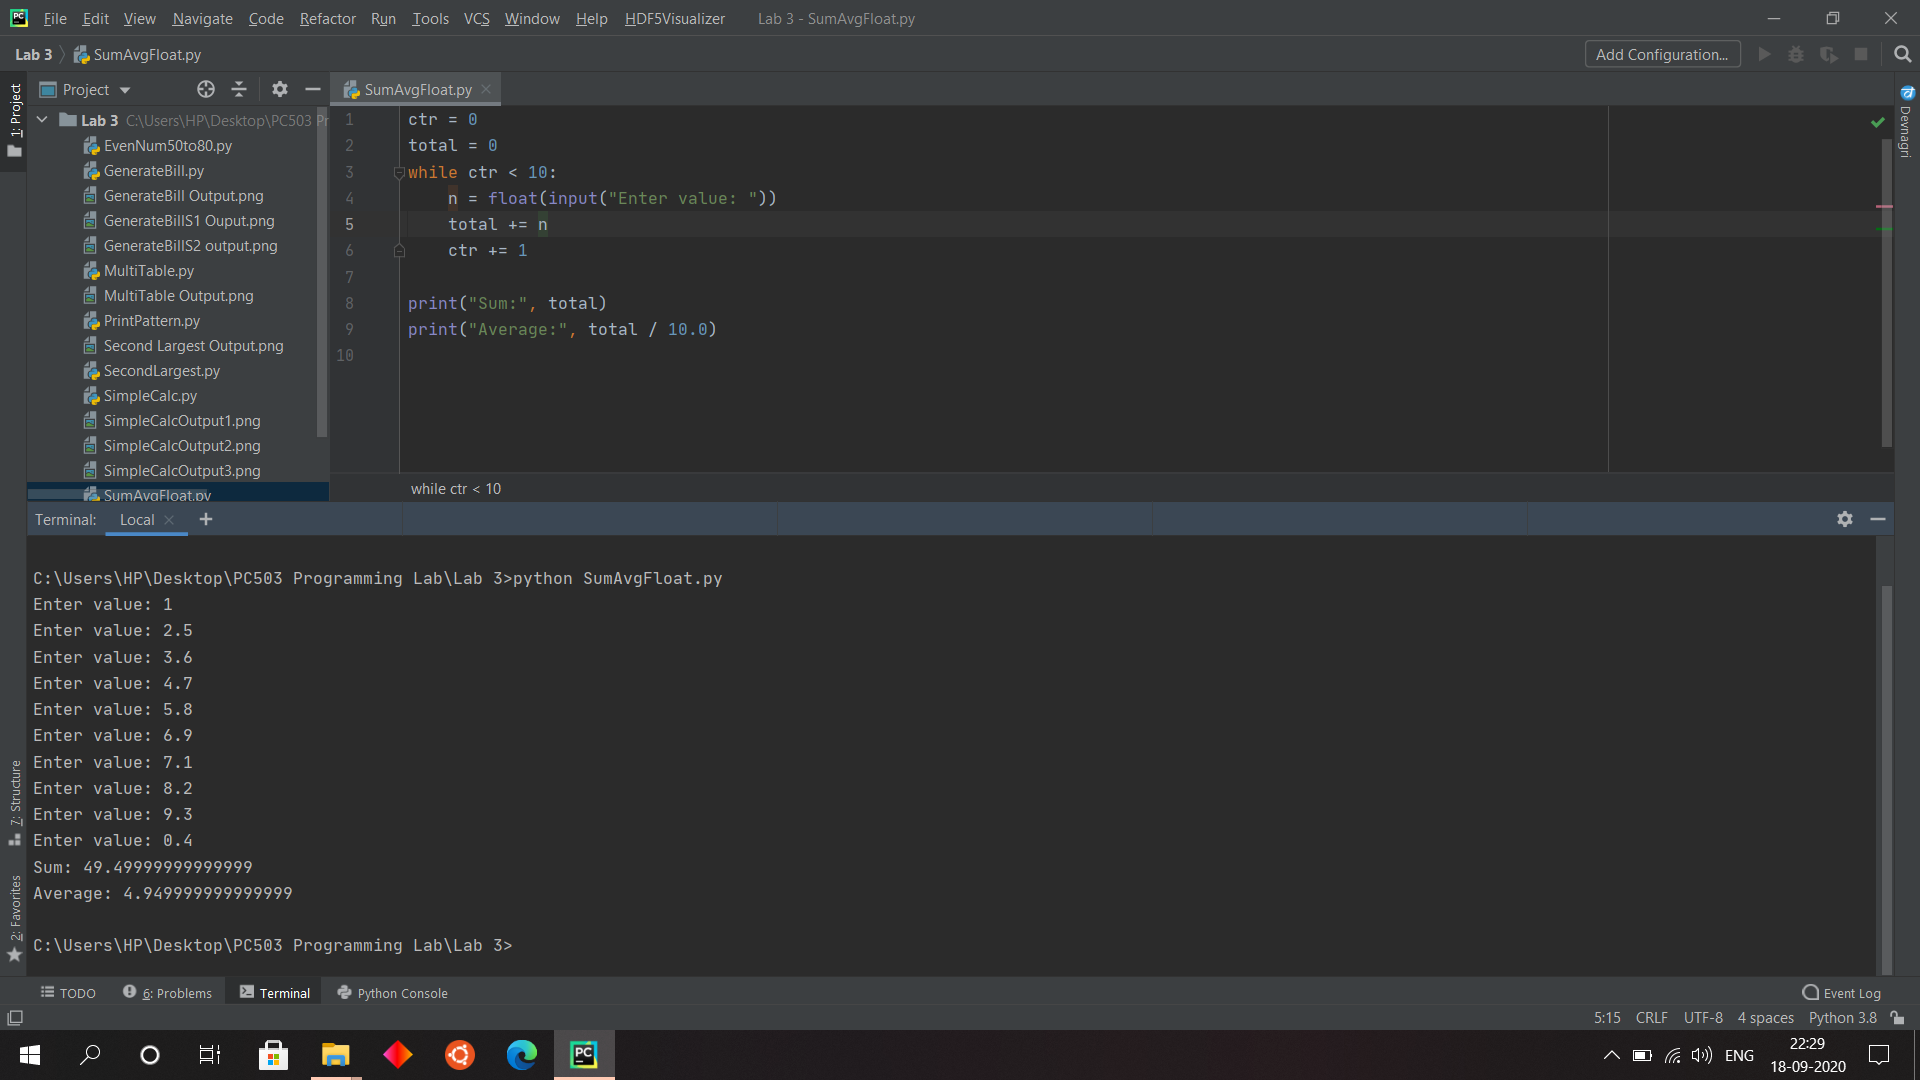 File Edit View Navigate Code Refactor Run Tools VCS Window Help HDF5Visualizer Lab 3 - SumAvgFloat.py
Lab 3 SumAvgFloat.py Add Configuration...
1: Project
Project
SumAvgFloat.py
Lab 3 C:\Users\HP\Desktop\PC503 Pr
EvenNum50to80.py
GenerateBill.py
GenerateBill Output.png
GenerateBillS1 Ouput.png
GenerateBillS2 output.png
MultiTable.py
MultiTable Output.png
PrintPattern.py
Second Largest Output.png
SecondLargest.py
SimpleCalc.py
SimpleCalcOutput1.png
SimpleCalcOutput2.png
SimpleCalcOutput3.png
SumAvgFloat.py
1 ctr = 0
2 total = 0
3 while ctr < 10:
4 n = float(input("Enter value: "))
5 total += n
6 ctr += 1
7
8 print("Sum:", total)
9 print("Average:", total / 10.0)
10
while ctr < 10
Devnagri
Terminal: Local
C:\Users\HP\Desktop\PC503 Programming Lab\Lab 3>python SumAvgFloat.py
Enter value: 1
Enter value: 2.5
Enter value: 3.6
Enter value: 4.7
Enter value: 5.8
Enter value: 6.9
Enter value: 7.1
Enter value: 8.2
Enter value: 9.3
Enter value: 0.4
Sum: 49.49999999999999
Average: 4.949999999999999
C:\Users\HP\Desktop\PC503 Programming Lab\Lab 3>
7: Structure
2: Favorites
TODO 6: Problems Terminal Python Console Event Log
5:15 CRLF UTF-8 4 spaces Python 3.8
PC
ENG
22:29
18-09-2020